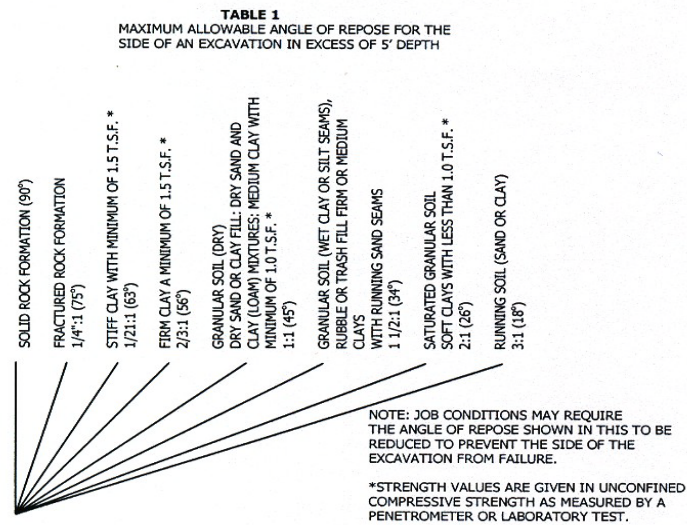 TABLE 1
MAXIMUM ALLOWABLE ANGLE OF REPOSE FOR THE
SIDE OF AN EXCAVATION IN EXCESS OF 5' DEPTH
SOLID ROCK FORMATION (90°)
FRACTURED ROCK FORMATION
1/4":1 (75°)
STIFF CLAY WITH MINIMUM OF 1.5 T.S.F. *
1/21:1 (63°)
FIRM CLAY A MINIMUM OF 1.5 T.S.F. *
2/3:1 (56°)
GRANULAR SOIL (DRY)
DRY SAND OR CLAY FILL: DRY SAND AND
CLAY (LOAM) MIXTURES: MEDIUM CLAY WITH
MINIMUM OF 1.0 T.S.F. *
1:1 (45°)
GRANULAR SOIL (WET CLAY OR SILT SEAMS),
RUBBLE OR TRASH FILL FIRM OR MEDIUM
CLAYS
WITH RUNNING SAND SEAMS
1 1/2:1 (34°)
SATURATED GRANULAR SOIL
SOFT CLAYS WITH LESS THAN 1.0 T.S.F. *
2:1 (26°)
RUNNING SOIL (SAND OR CLAY)
3:1 (18°)
NOTE: JOB CONDITIONS MAY REQUIRE
THE ANGLE OF REPOSE SHOWN IN THIS TO BE
REDUCED TO PREVENT THE SIDE OF THE
EXCAVATION FROM FAILURE.
*STRENGTH VALUES ARE GIVEN IN UNCONFINED
COMPRESSIVE STRENGTH AS MEASURED BY A
PENETROMETER OR LABORATORY TEST.